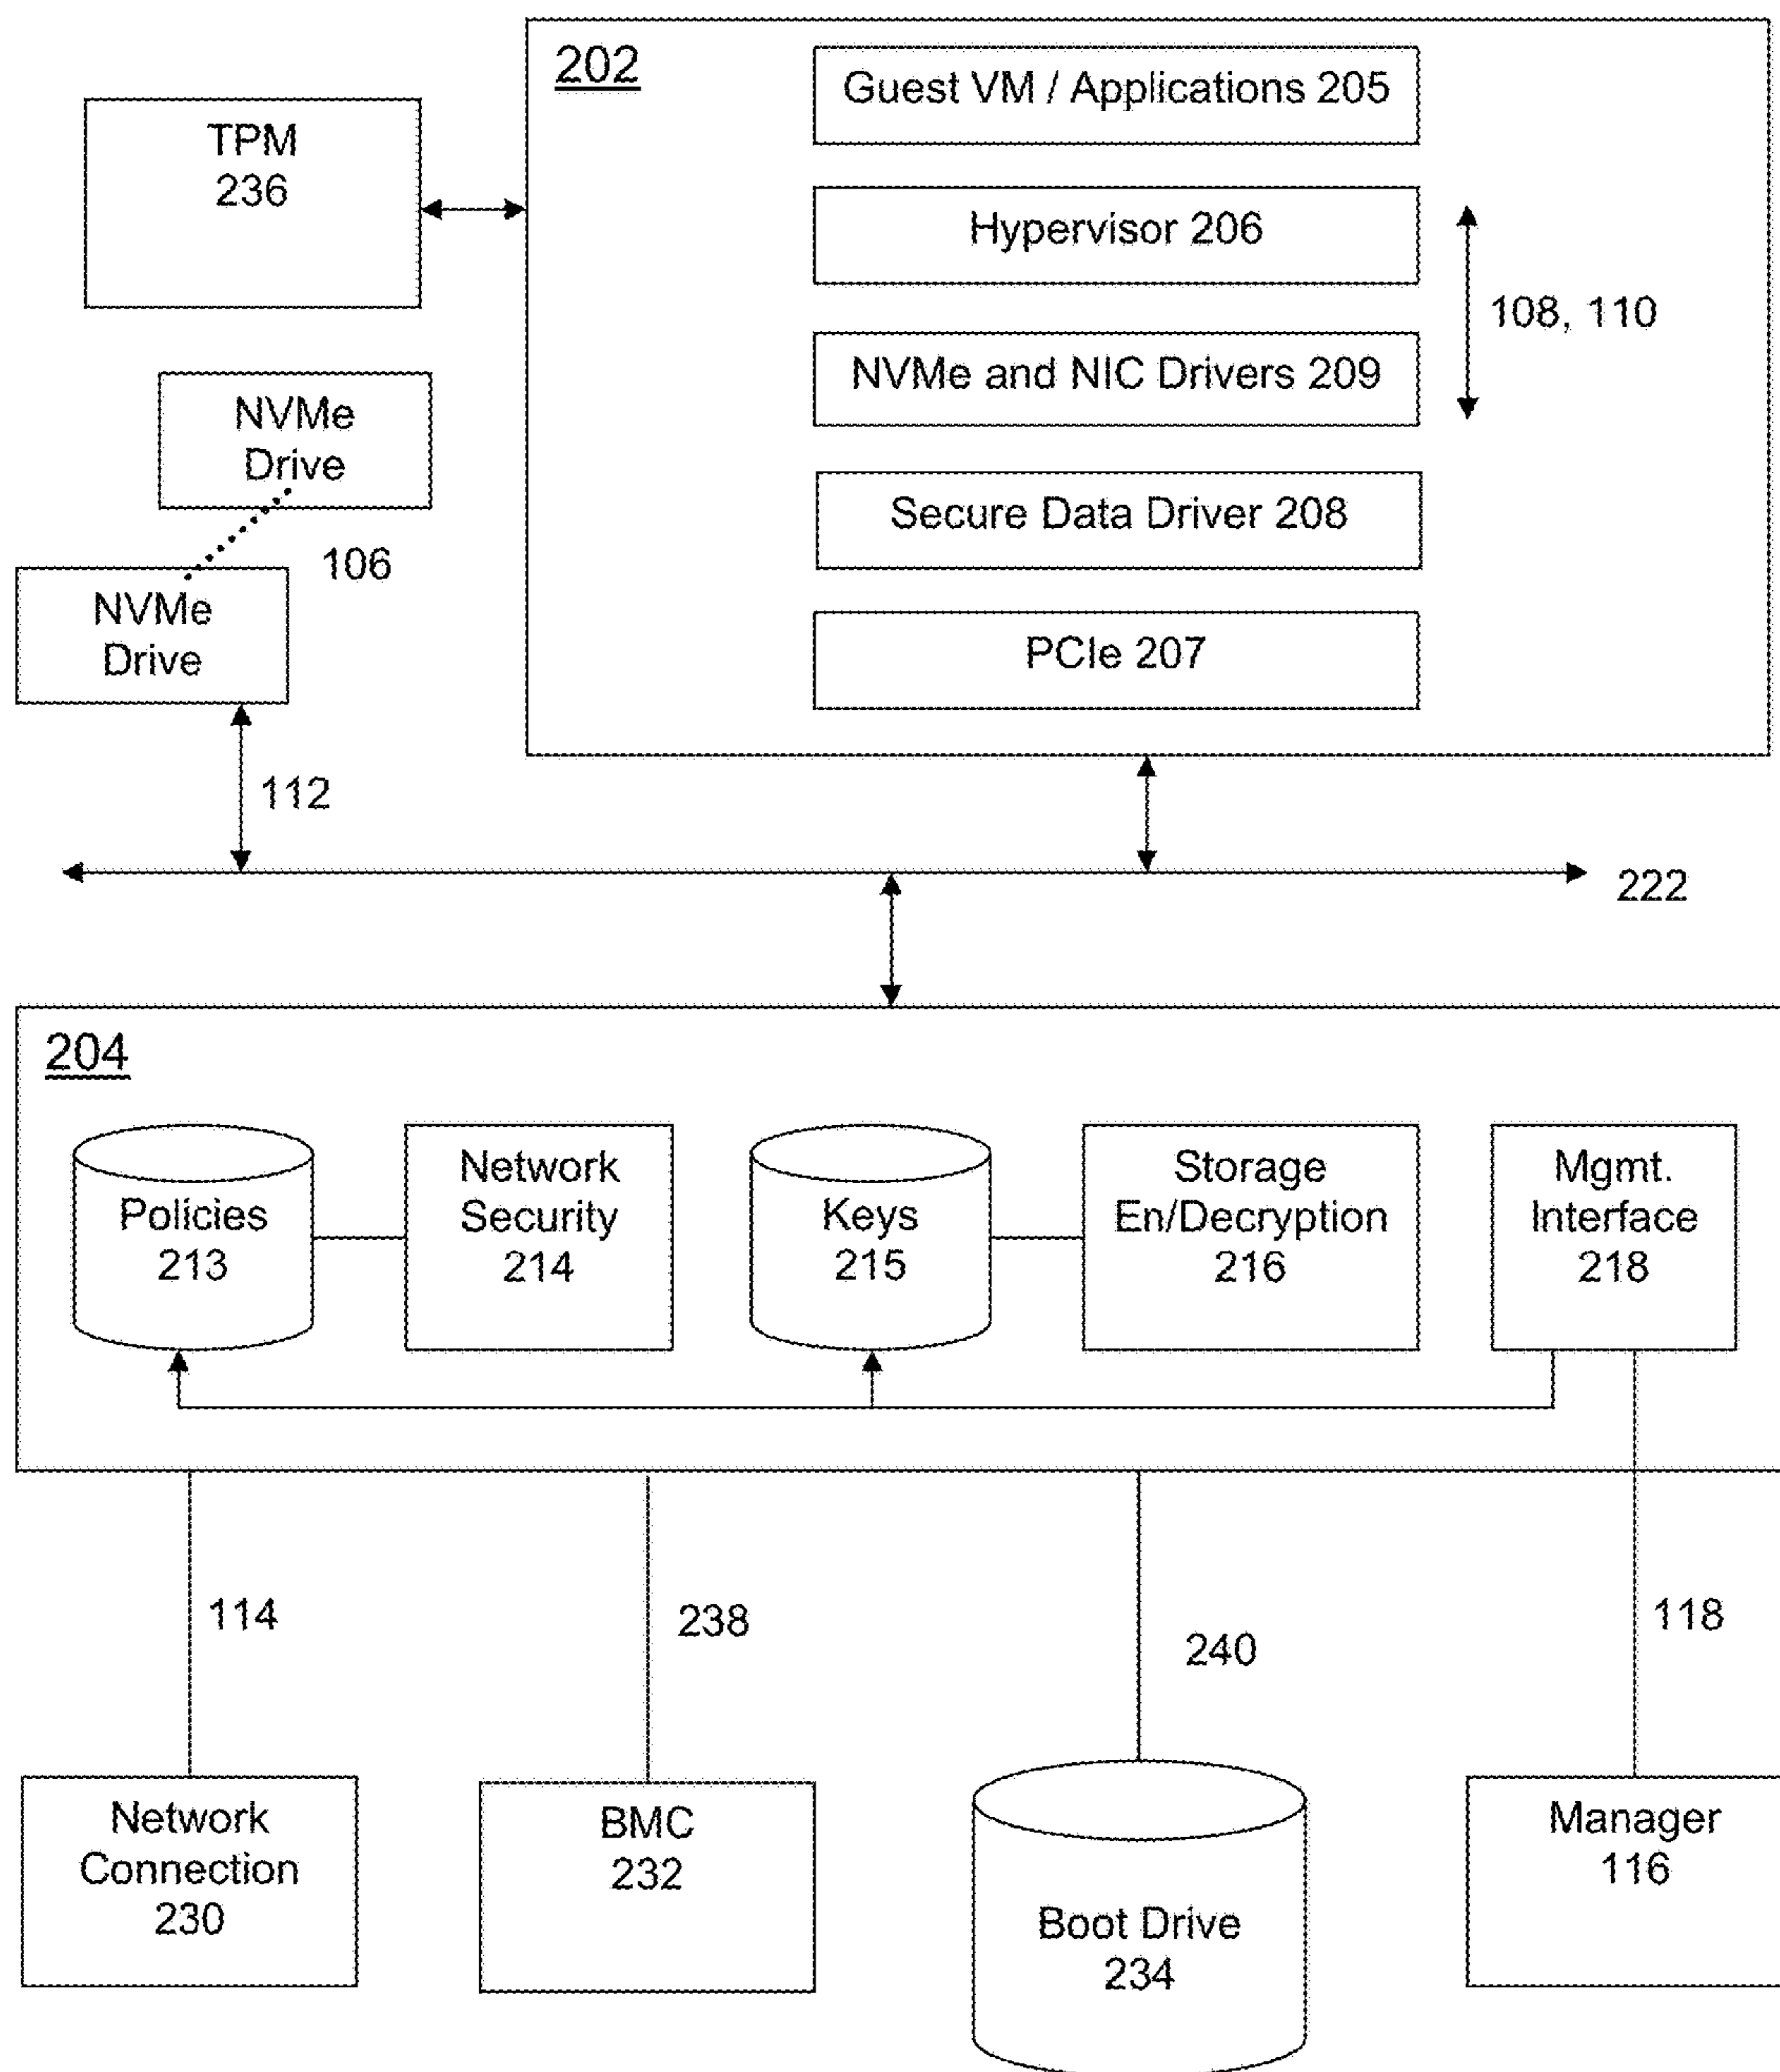 202
Guest VM / Applications 205
TPM
236
Hypervisor 206
108, 110
NVMe and NIC Drivers 209
NVMe
Drive
Secure Data Driver 208
106
NVMe
Drive
PCIe 207
112
222
204
Policies
213
Network
Security
214
Keys
215
Storage
En/Decryption
216
Mgmt.
Interface
218
114
238
240
118
Network
Connection
230
BMC
232
Boot Drive
234
Manager
116